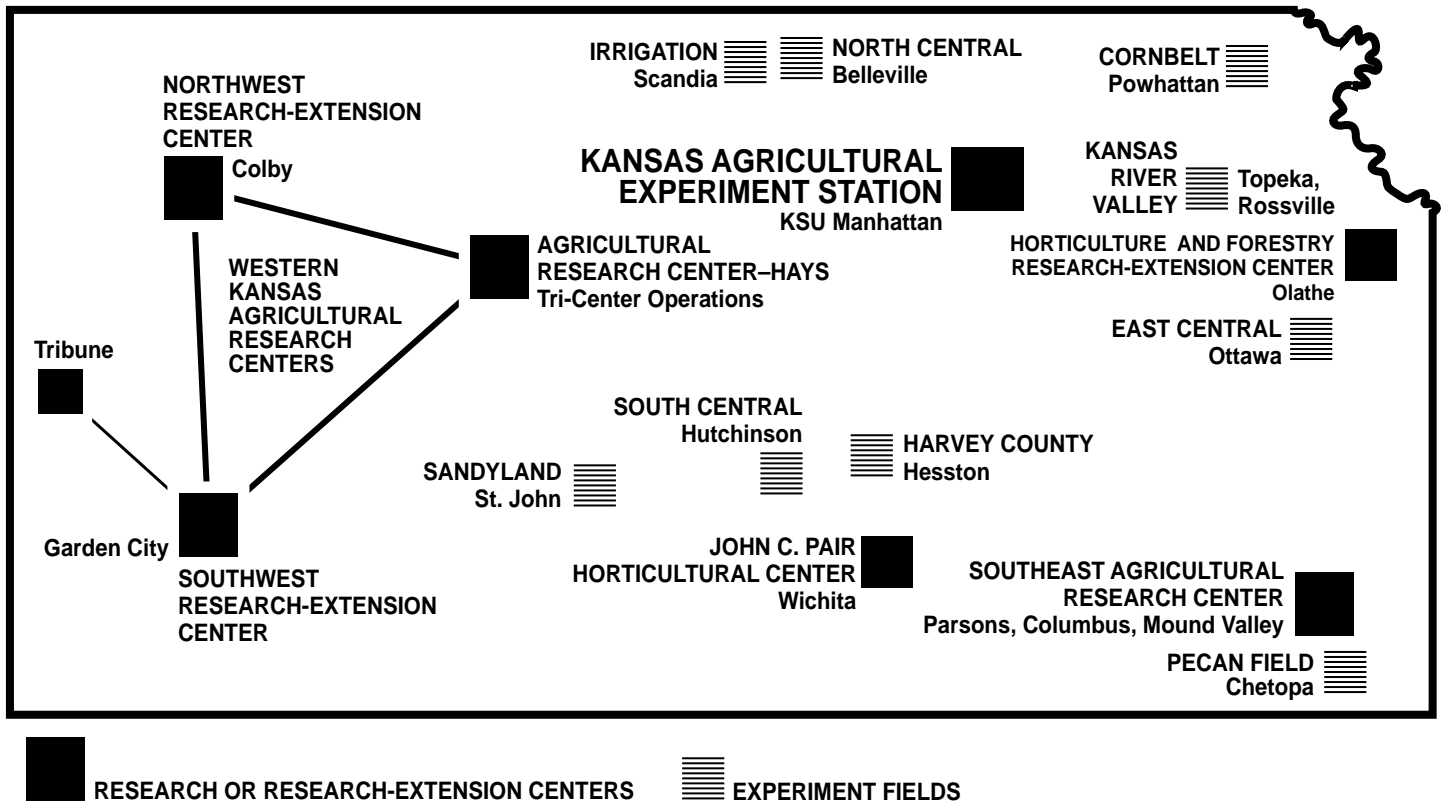 IRRIGATION
Scandia
NORTH CENTRAL
Belleville
CORNBELT
Powhattan
NORTHWEST
RESEARCH-EXTENSION
CENTER
Colby
KANSAS AGRICULTURAL
EXPERIMENT STATION
KSU Manhattan
KANSAS
RIVER
VALLEY
Topeka,
Rossville
AGRICULTURAL
RESEARCH CENTER–HAYS
Tri-Center Operations
HORTICULTURE AND FORESTRY
RESEARCH-EXTENSION CENTER
Olathe
WESTERN
KANSAS
AGRICULTURAL
RESEARCH
CENTERS
EAST CENTRAL
Ottawa
Tribune
SOUTH CENTRAL
Hutchinson
HARVEY COUNTY
Hesston
SANDYLAND
St. John
Garden City
SOUTHWEST
RESEARCH-EXTENSION
CENTER
JOHN C. PAIR
HORTICULTURAL CENTER
Wichita
SOUTHEAST AGRICULTURAL
RESEARCH CENTER
Parsons, Columbus, Mound Valley
PECAN FIELD
Chetopa
RESEARCH OR RESEARCH-EXTENSION CENTERS
EXPERIMENT FIELDS